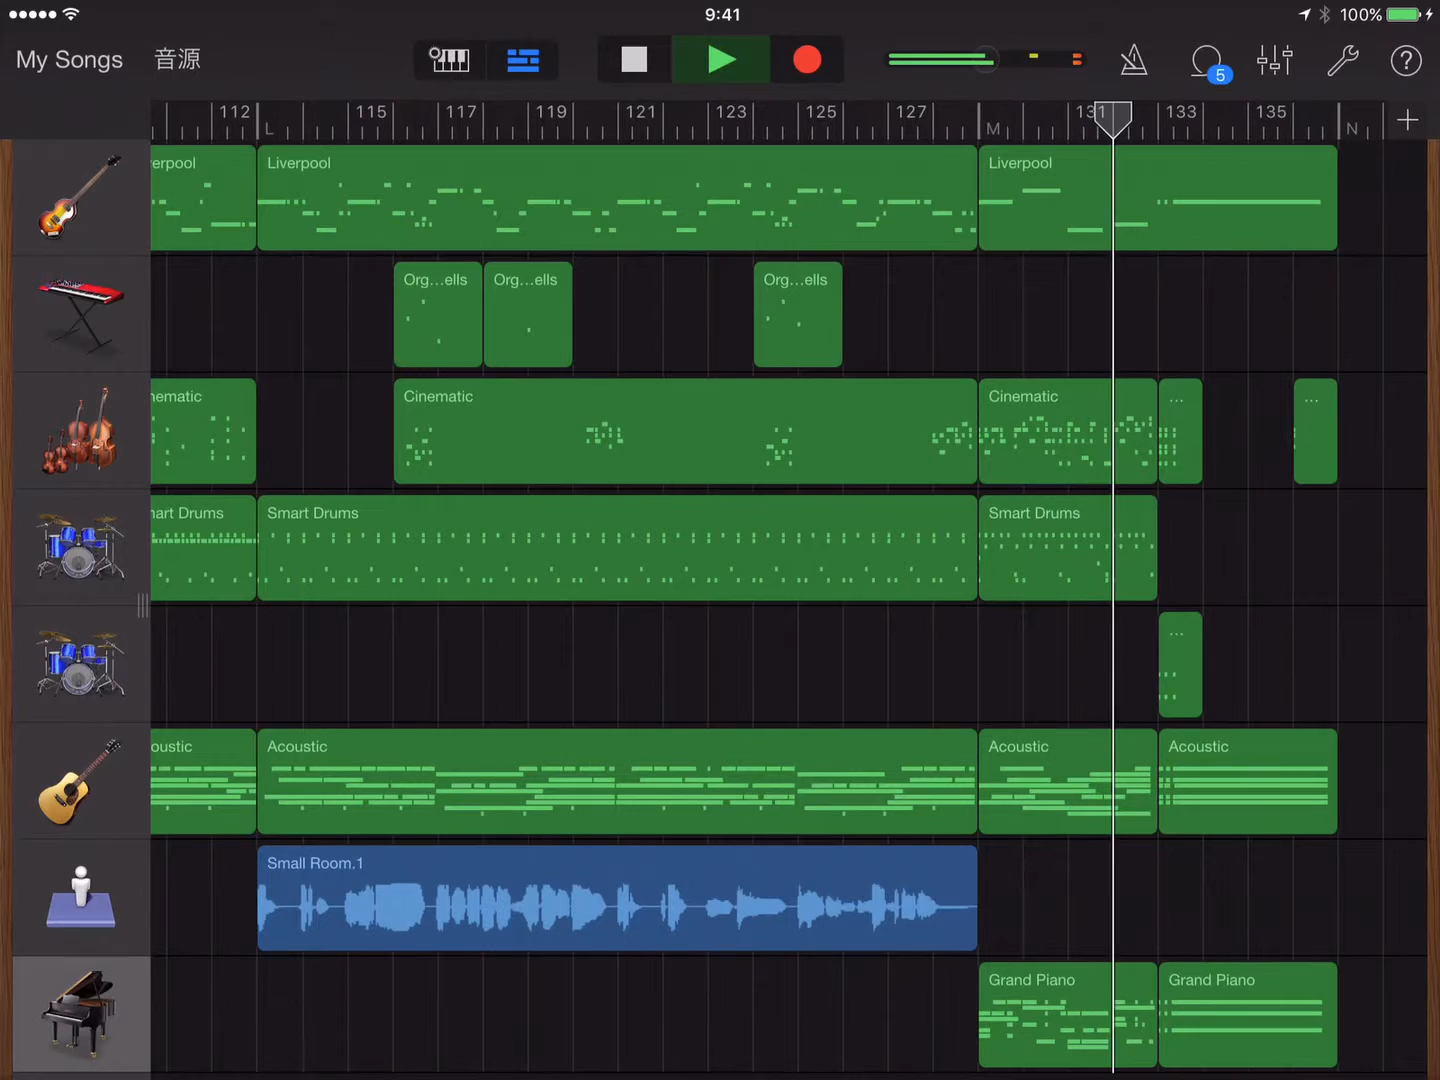 9:41
100%
My Songs 音源
5
112 115 117 119 121 123 125 127 131 133 135
L M N
erpool Liverpool Liverpool
Org...ells Org...ells Org...ells
nematic Cinematic Cinematic ... ...
nart Drums Smart Drums Smart Drums
...
oustic Acoustic Acoustic Acoustic
Small Room.1
Grand Piano Grand Piano